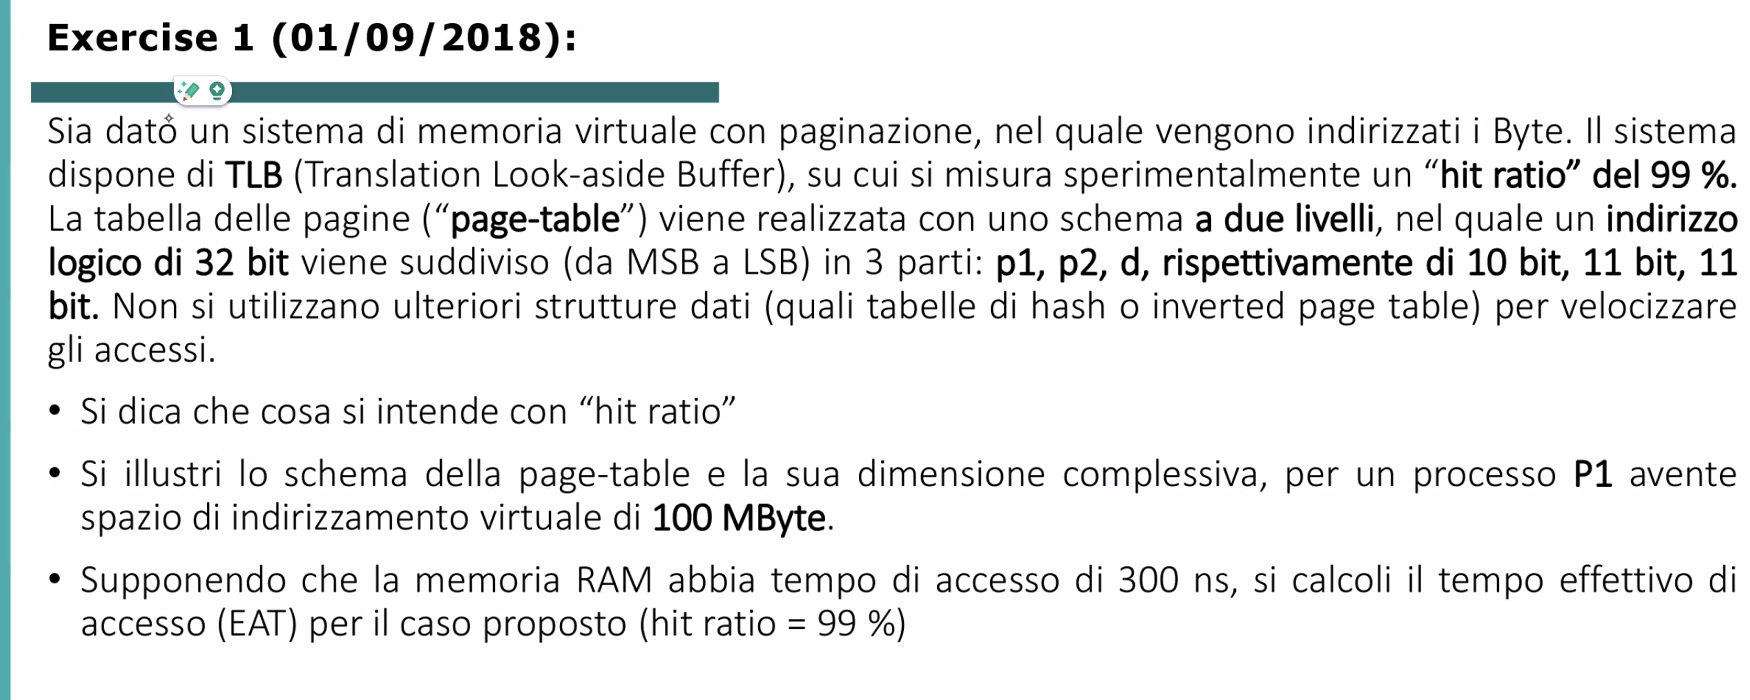 Exercise 1 (01/09/2018):
Sia dato un sistema di memoria virtuale con paginazione, nel quale vengono indirizzati i Byte. Il sistema
dispone di TLB (Translation Look-aside Buffer), su cui si misura sperimentalmente un “hit ratio” del 99 %.
La tabella delle pagine (“page-table”) viene realizzata con uno schema a due livelli, nel quale un indirizzo
logico di 32 bit viene suddiviso (da MSB a LSB) in 3 parti: p1, p2, d, rispettivamente di 10 bit, 11 bit, 11
bit. Non si utilizzano ulteriori strutture dati (quali tabelle di hash o inverted page table) per velocizzare
gli accessi.
• Si dica che cosa si intende con “hit ratio”
• Si illustri lo schema della page-table e la sua dimensione complessiva, per un processo P1 avente
spazio di indirizzamento virtuale di 100 MByte.
• Supponendo che la memoria RAM abbia tempo di accesso di 300 ns, si calcoli il tempo effettivo di
accesso (EAT) per il caso proposto (hit ratio = 99 %)